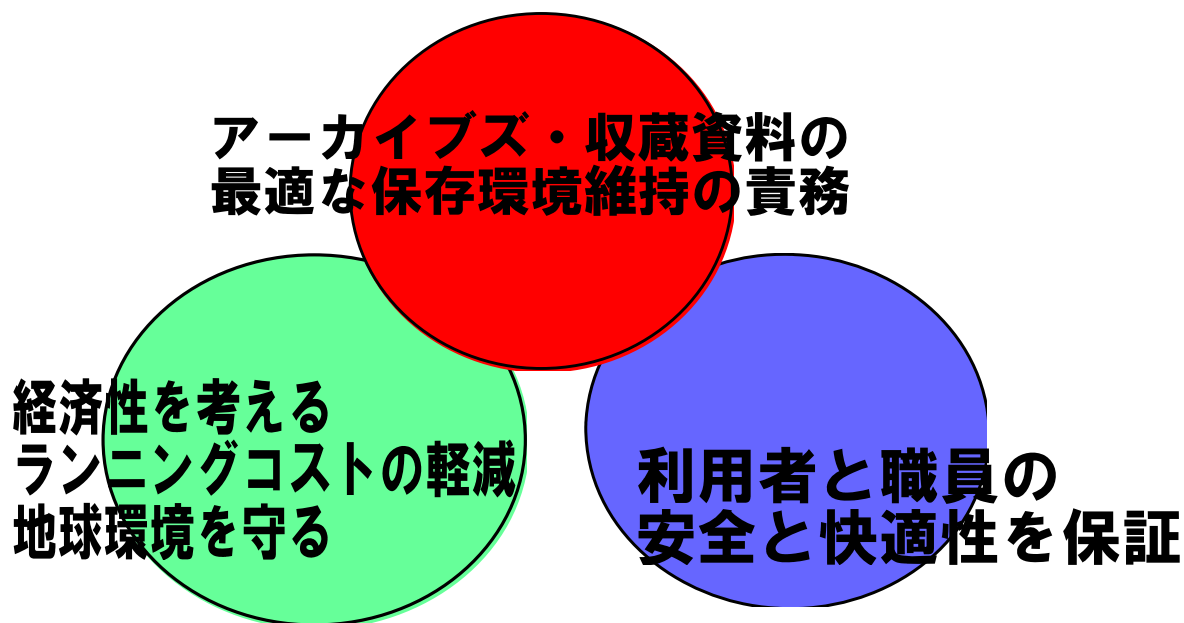 アーカイブズ・収蔵資料の
最適な保存環境維持の責務
経済性を考える
ランニングコストの軽減
地球環境を守る
利用者と職員の
安全と快適性を保証